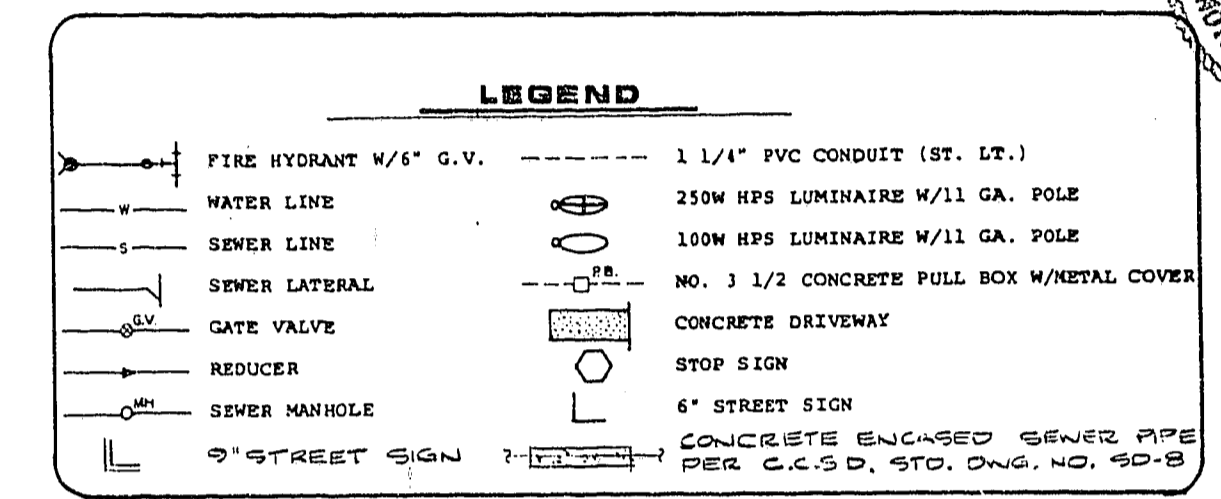 LEGEND
FIRE HYDRANT W/6" G.V.
W WATER LINE
S SEWER LINE
SEWER LATERAL
G.V. GATE VALVE
REDUCER
MH SEWER MANHOLE
9" STREET SIGN
1 1/4" PVC CONDUIT (ST. LT.)
250W HPS LUMINAIRE W/11 GA. POLE
100W HPS LUMINAIRE W/11 GA. POLE
P.B. NO. 3 1/2 CONCRETE PULL BOX W/METAL COVER
CONCRETE DRIVEWAY
STOP SIGN
6" STREET SIGN
CONCRETE ENCASED SEWER PIPE
PER C.C.S D. STD. DWG. NO. SD-8